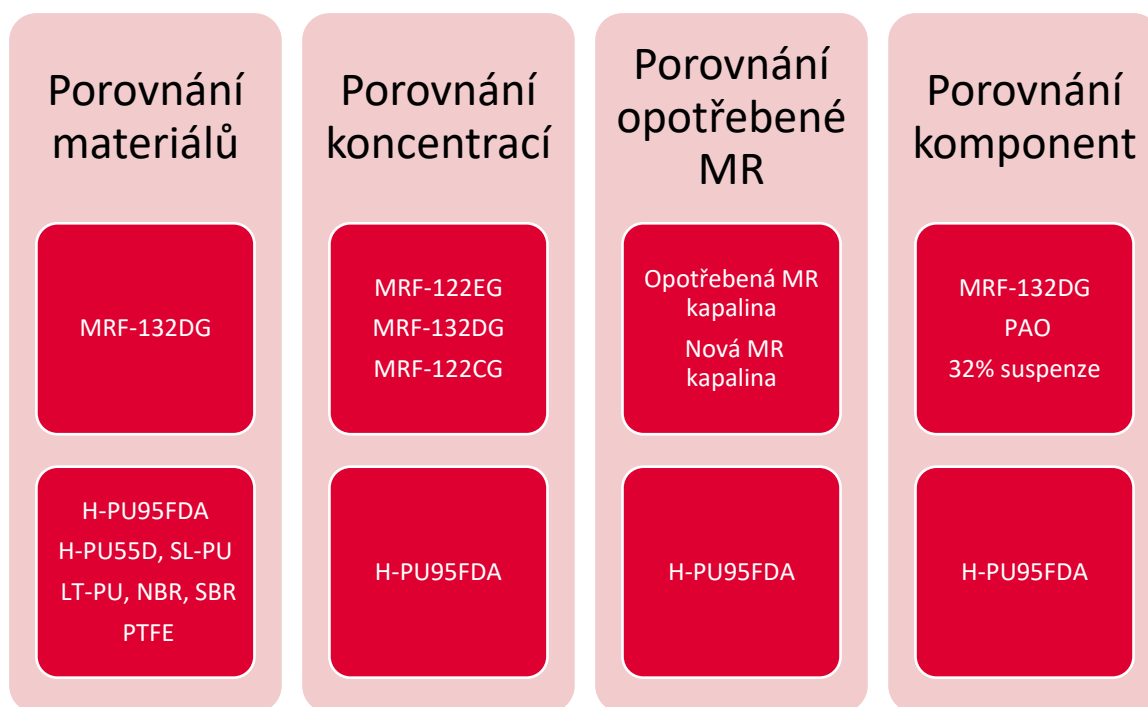 Porovnání
materiálů
MRF-132DG
H-PU95FDA
H-PU55D, SL-PU
LT-PU, NBR, SBR
PTFE
Porovnání
koncentrací
MRF-122EG
MRF-132DG
MRF-122CG
H-PU95FDA
Porovnání
opotřebené
MR
Opotřebená MR
kapalina
Nová MR
kapalina
H-PU95FDA
Porovnání
komponent
MRF-132DG
PAO
32% suspenze
H-PU95FDA